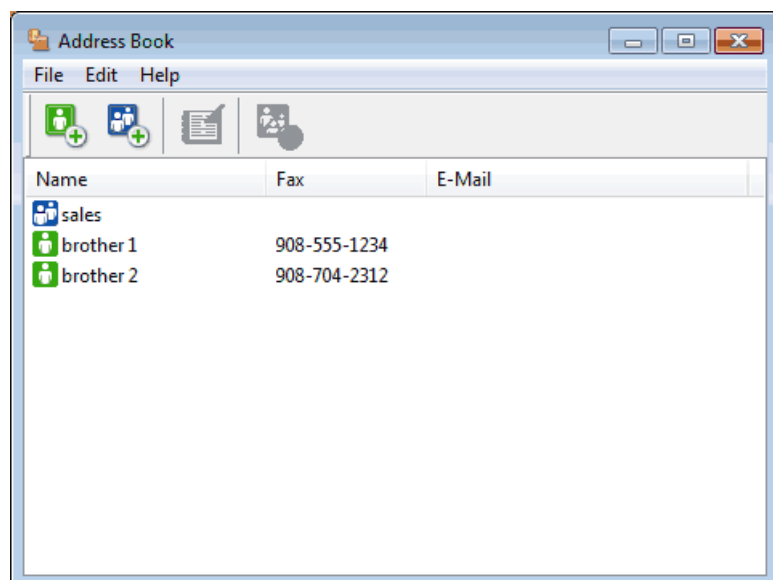 Address Book
File Edit Help
Name Fax E-Mail
sales
brother 1 908-555-1234
brother 2 908-704-2312